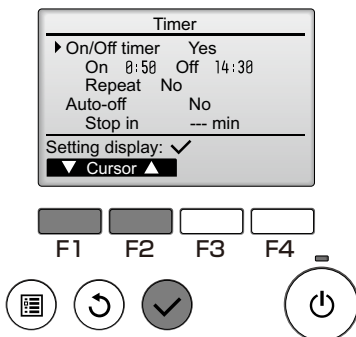 Timer
On/Off timer Yes
On 0:50 Off 14:30
Repeat No
Auto-off No
Stop in --- min
Setting display: ✓
▼ Cursor ▲
F1 F2 F3 F4